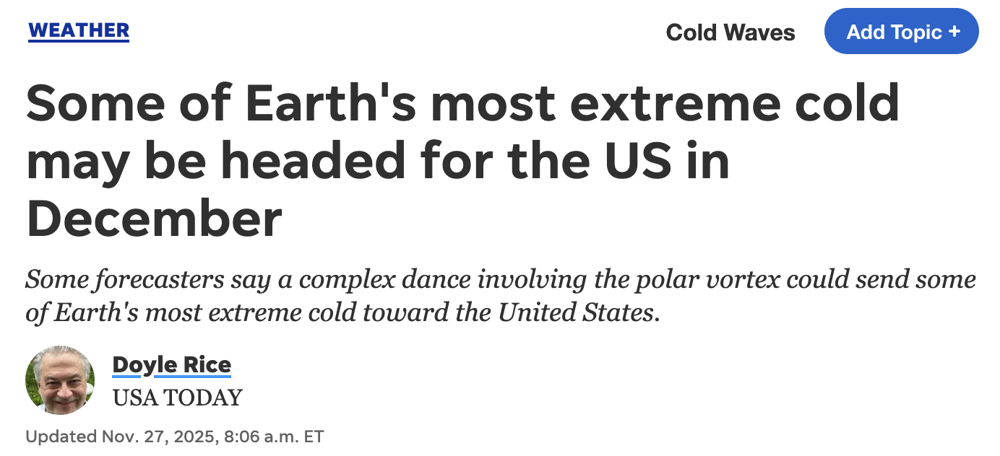 WEATHER
Cold Waves
Add Topic +
Some of Earth's most extreme cold
may be headed for the US in
December
Some forecasters say a complex dance involving the polar vortex could send some
of Earth's most extreme cold toward the United States.
Doyle Rice
USA TODAY
Updated Nov. 27, 2025, 8:06 a.m. ET